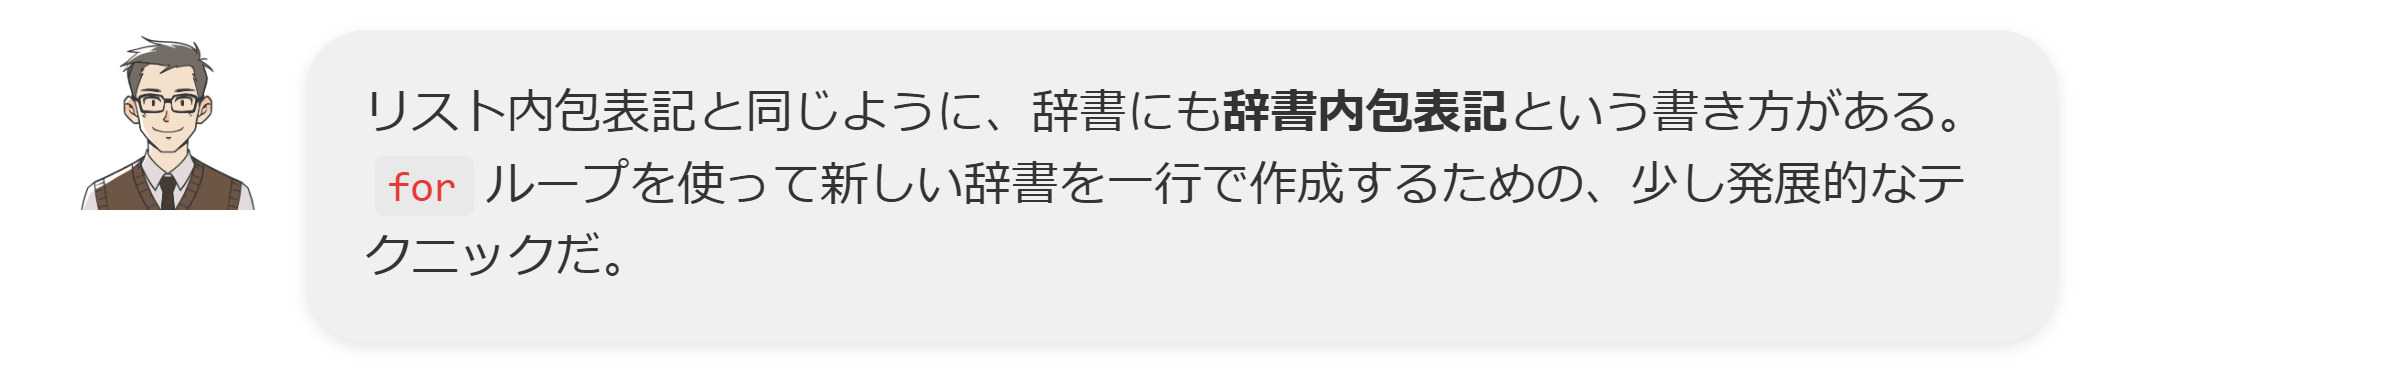 リスト内包表記と同じように、辞書にも辞書内包表記という書き方がある。
for ループを使って新しい辞書を一行で作成するための、少し発展的なテ
クニックだ。